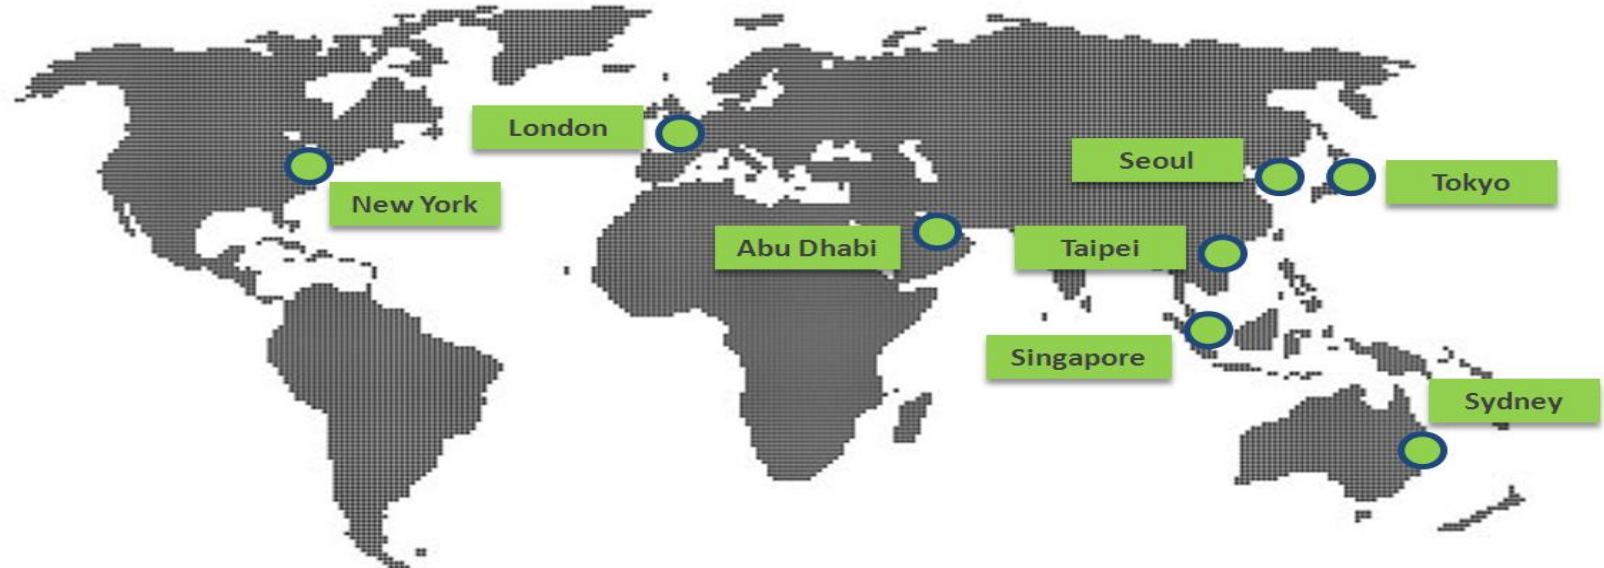 London
Seoul
Tokyo
New York
Abu Dhabi
Taipei
Singapore
Sydney